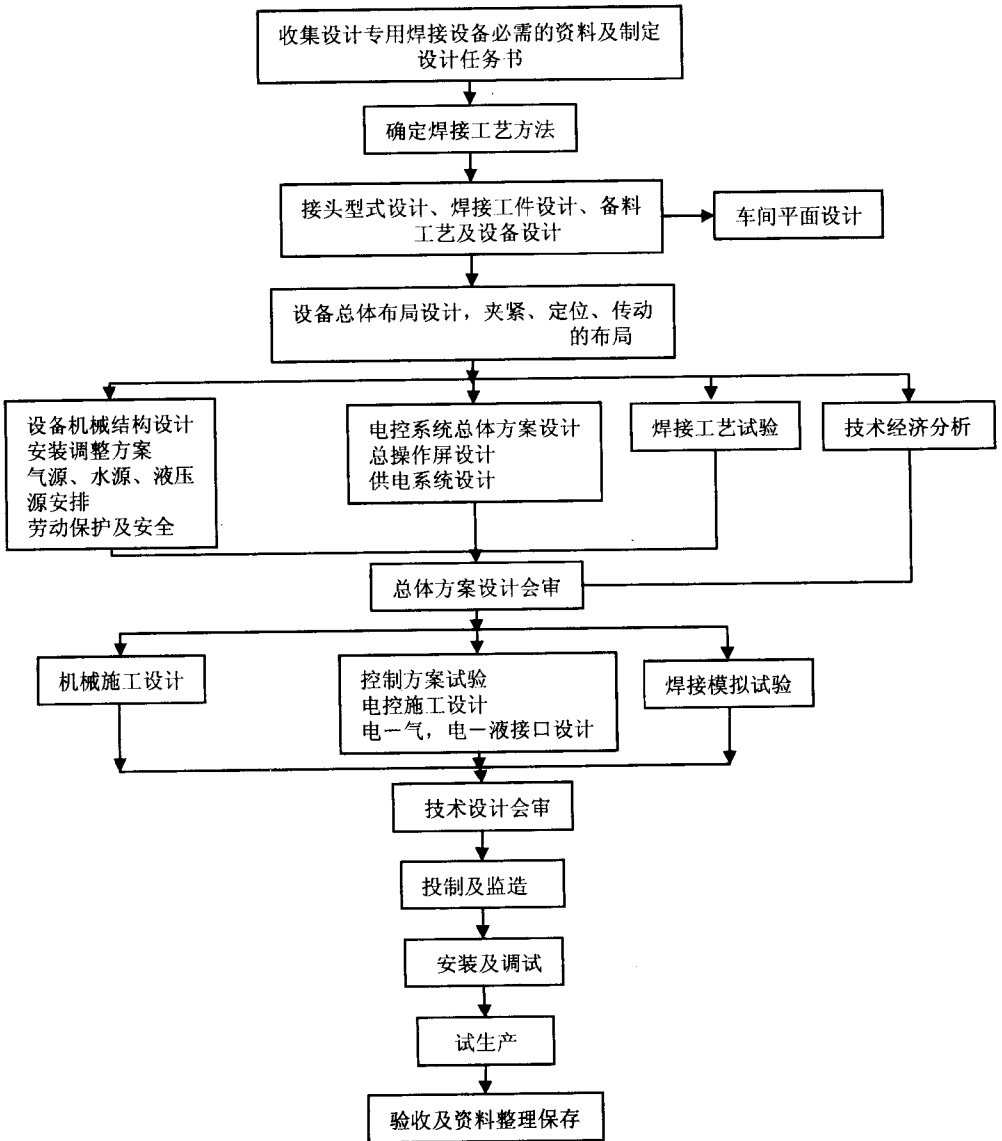 收集设计专用焊接设备必需的资料及制定
设计任务书
确定焊接工艺方法
接头型式设计、焊接工件设计、备料
工艺及设备设计
车间平面设计
设备总体布局设计，夹紧、定位、传动
的布局
设备机械结构设计
安装调整方案
气源、水源、液压
源安排
劳动保护及安全
电控系统总体方案设计
总操作屏设计
供电系统设计
焊接工艺试验
技术经济分析
总体方案设计会审
机械施工设计
控制方案试验
电控施工设计
电一气，电一液接口设计
焊接模拟试验
技术设计会审
投制及监造
安装及调试
试生产
验收及资料整理保存